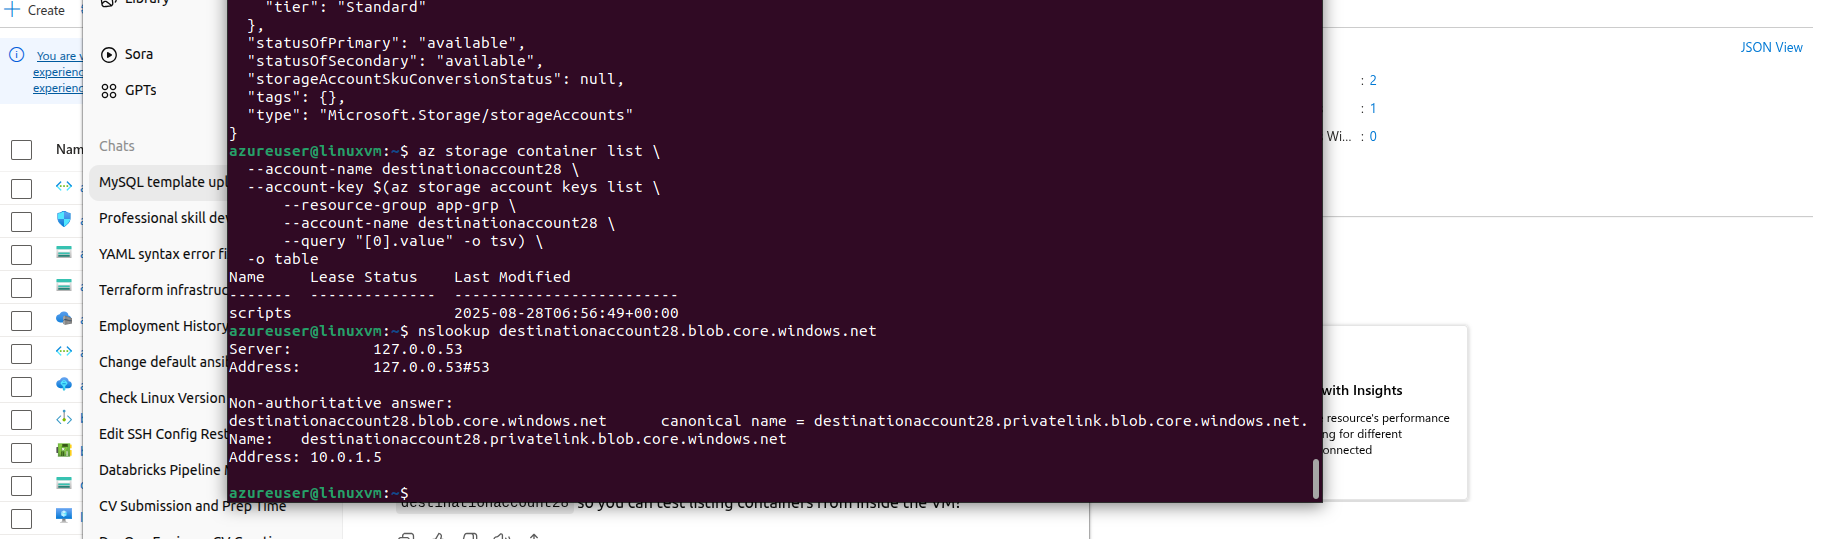 Create
Library
"tier": "Standard"
},
"statusOfPrimary": "available",
"statusOfSecondary": "available",
"storageAccountSkuConversionStatus": null,
"tags": {},
"type": "Microsoft.Storage/storageAccounts"
}
azureuser@linuxvm:~$ az storage container list \
--account-name destinationaccount28 \
--account-key $(az storage account keys list \
--resource-group app-grp \
--account-name destinationaccount28 \
--query "[0].value" -o tsv) \
-o table
Name     Lease Status    Last Modified
-------  --------------  -------------------------
scripts                  2025-08-28T06:56:49+00:00
azureuser@linuxvm:~$ nslookup destinationaccount28.blob.core.windows.net
Server:         127.0.0.53
Address:        127.0.0.53#53
Non-authoritative answer:
destinationaccount28.blob.core.windows.net      canonical name = destinationaccount28.privatelink.blob.core.windows.net.
Name:   destinationaccount28.privatelink.blob.core.windows.net
Address: 10.0.1.5
azureuser@linuxvm:~$
You are v
experienc
experienc
Nam
Sora
GPTs
Chats
MySQL template upl
Professional skill dev
YAML syntax error fi
Terraform infrastruc
Employment History
Change default ansi
Check Linux Version
Edit SSH Config Rest
Databricks Pipeline
CV Submission and Prep Time
destinationaccount28 so you can test listing containers from inside the VM?
JSON View
: 2
: 1
Wi... : 0
with Insights
resource's performance
ng for different
onnected